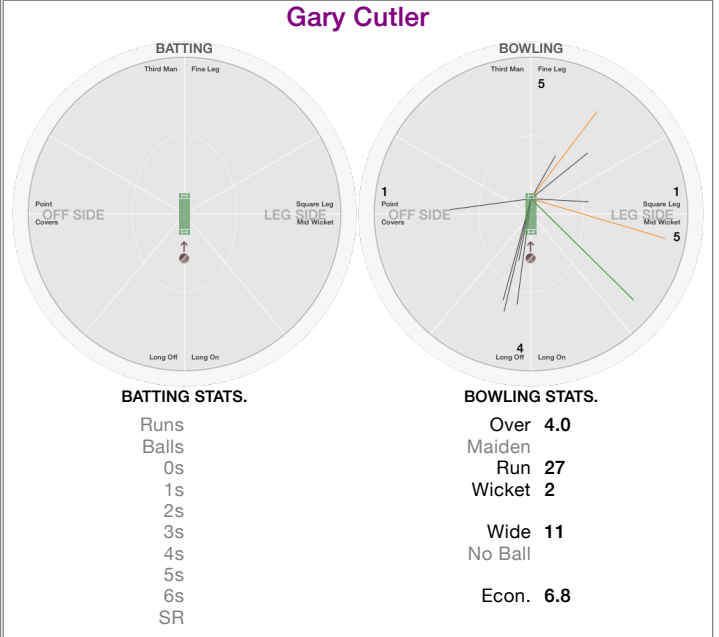 Gary Cutler
BATTING
Third Man Fine Leg
Point
OFF SIDE
Covers
Square Leg
LEG SIDE
Mid Wicket
Long Off Long On
BOWLING
Third Man Fine Leg
5
1
Point
OFF SIDE
Covers
1
Square Leg
LEG SIDE
Mid Wicket
5
4
Long Off Long On
BATTING STATS.
Runs
Balls
0s
1s
2s
3s
4s
5s
6s
SR
BOWLING STATS.
Over 4.0
Maiden
Run 27
Wicket 2
Wide 11
No Ball
Econ. 6.8